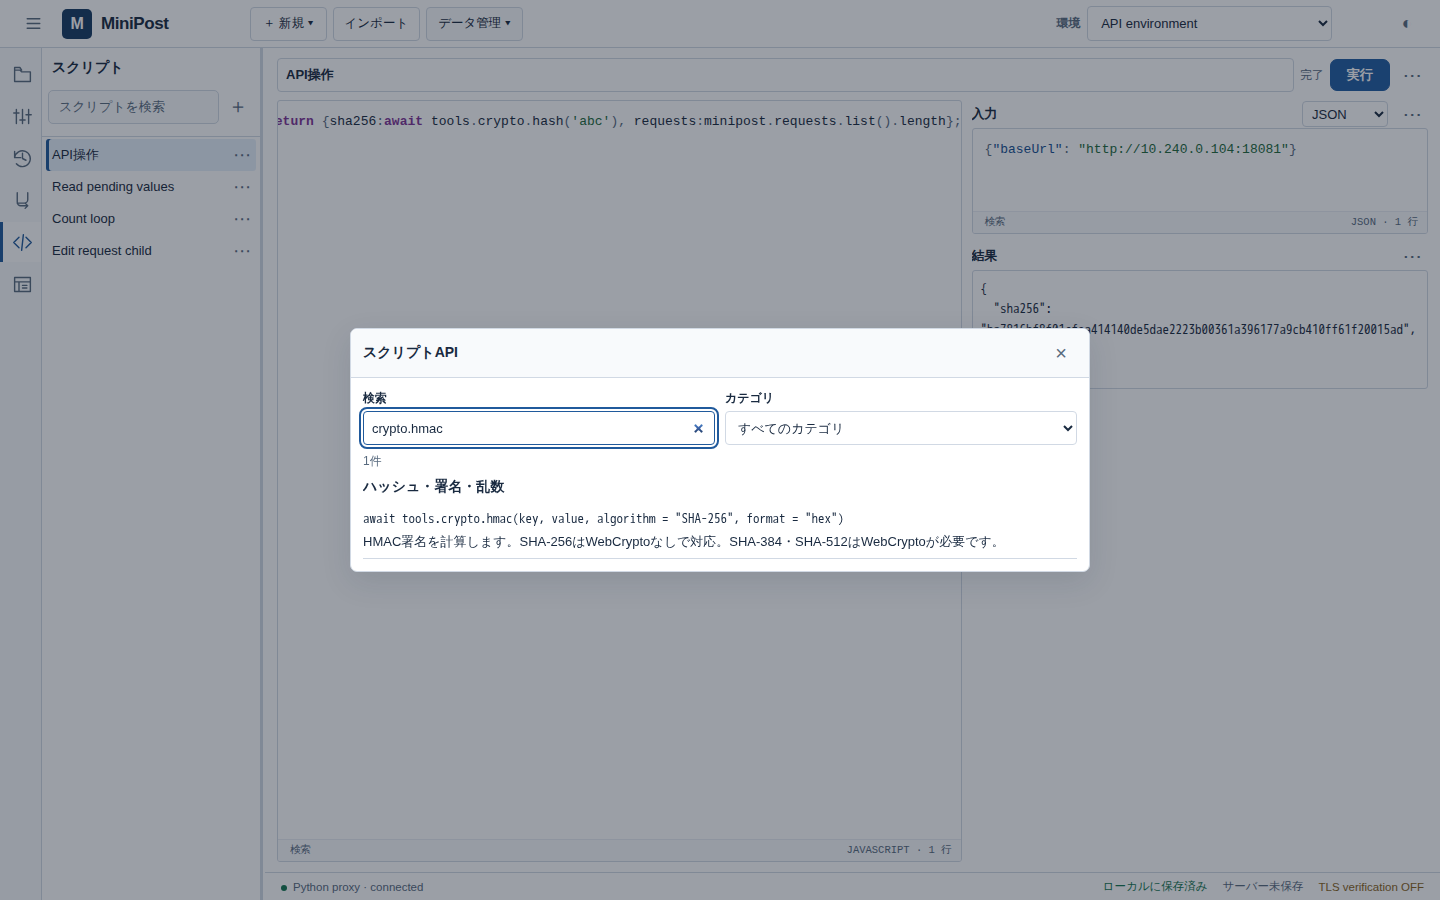 M MiniPost
＋ 新規 ▾
インポート
データ管理 ▾
環境
API environment
スクリプト
スクリプトを検索
＋
API操作 ···
Read pending values ···
Count loop ···
Edit request child ···
API操作
完了
実行
···
eturn {sha256:await tools.crypto.hash('abc'), requests:minipost.requests.list().length};
検索
JAVASCRIPT · 1 行
入力
JSON
···
{"baseUrl": "http://10.240.0.104:18081"}
検索
JSON · 1 行
結果
···
{
"sha256":
a414140de5dae2223b00361a396177a9cb410ff61f20015ad",
スクリプトAPI
×
検索
crypto.hmac
カテゴリ
すべてのカテゴリ
1件
ハッシュ・署名・乱数
await tools.crypto.hmac(key, value, algorithm = "SHA-256", format = "hex")
HMAC署名を計算します。SHA-256はWebCryptoなしで対応。SHA-384・SHA-512はWebCryptoが必要です。
Python proxy · connected
ローカルに保存済み
サーバー未保存
TLS verification OFF